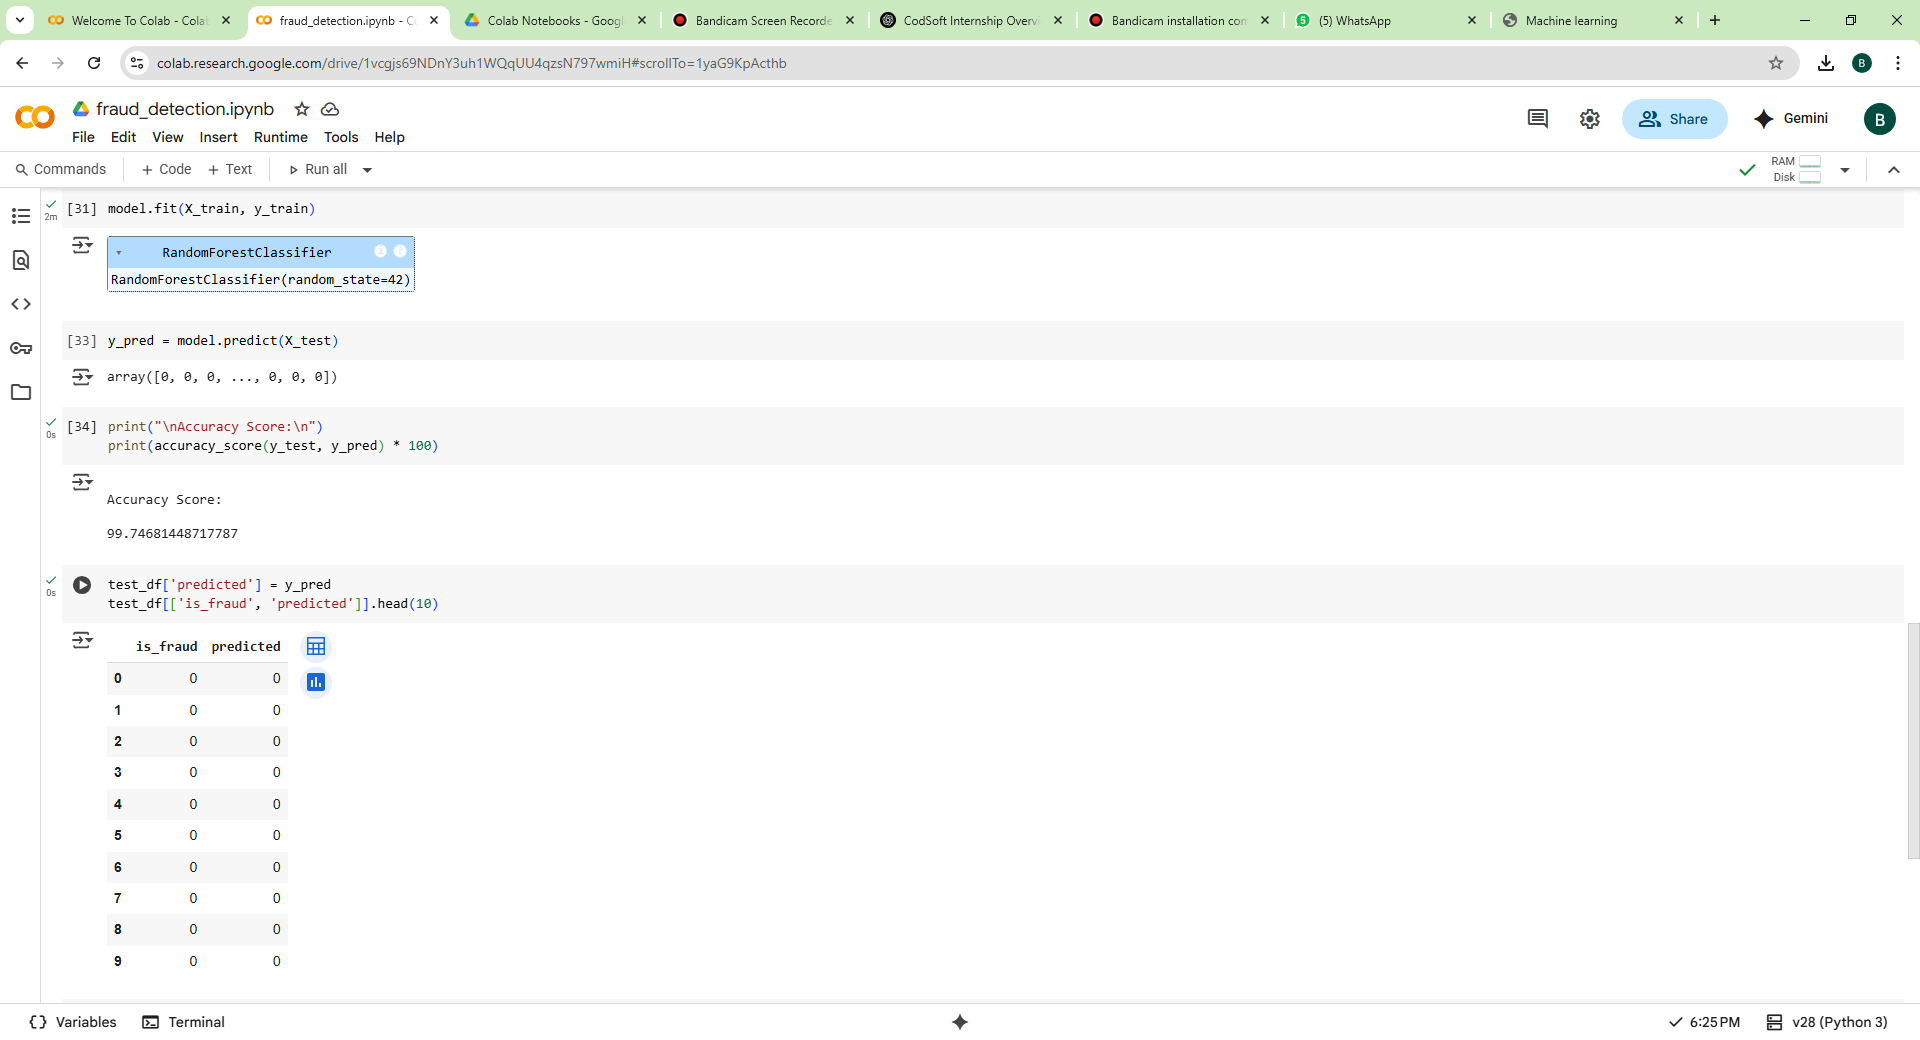 Welcome To Colab - Colab
fraud_detection.ipynb - Co
Colab Notebooks - Google
Bandicam Screen Recorde
CodSoft Internship Overvi
Bandicam installation con
(5) WhatsApp
Machine learning
colab.research.google.com/drive/1vcgjs69NDnY3uh1WQqUU4qzsN797wmiH#scrollTo=1yaG9KpActhb
B
fraud_detection.ipynb
File Edit View Insert Runtime Tools Help
Share
Gemini
B
Commands + Code + Text Run all
RAM
Disk
2m
[31] model.fit(X_train, y_train)
RandomForestClassifier
RandomForestClassifier(random_state=42)
[33] y_pred = model.predict(X_test)
array([0, 0, 0, ..., 0, 0, 0])
0s
[34] print("\nAccuracy Score:\n")
print(accuracy_score(y_test, y_pred) * 100)
Accuracy Score:
99.74681448717787
0s
test_df['predicted'] = y_pred
test_df[['is_fraud', 'predicted']].head(10)
is_fraud predicted
0 0 0
1 0 0
2 0 0
3 0 0
4 0 0
5 0 0
6 0 0
7 0 0
8 0 0
9 0 0
{} Variables Terminal
6:25 PM v28 (Python 3)